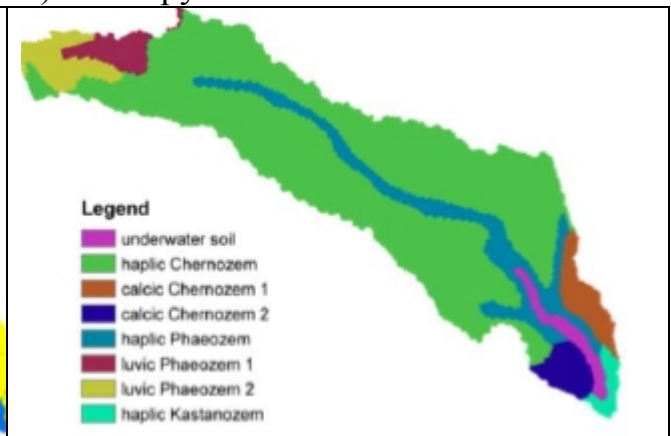 Legend
underwater soil
haplic Chernozem
calcic Chernozem 1
calcic Chernozem 2
haplic Phaeozem
luvic Phaeozem 1
luvic Phaeozem 2
haplic Kastanozem